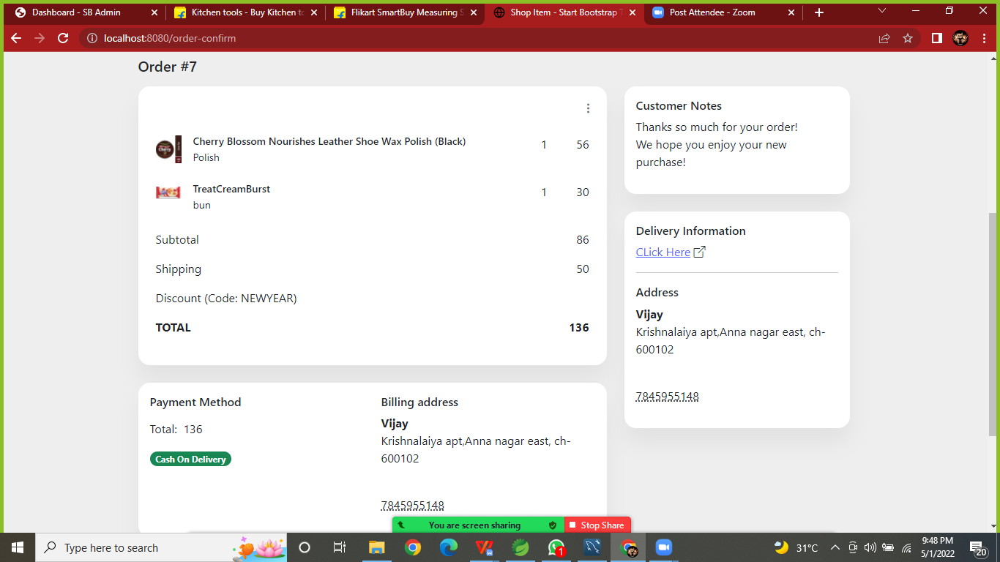 Dashboard - SB Admin
Kitchen tools - Buy Kitchen to
Flikart SmartBuy Measuring S
Shop Item - Start Bootstrap T
Post Attendee - Zoom
localhost:8080/order-confirm
Order #7
Cherry Blossom Nourishes Leather Shoe Wax Polish (Black) 1 56
Polish
TreatCreamBurst 1 30
bun
Subtotal 86
Shipping 50
Discount (Code: NEWYEAR)
TOTAL 136
Customer Notes
Thanks so much for your order!
We hope you enjoy your new
purchase!
Delivery Information
CLick Here
Address
Vijay
Krishnalaiya apt,Anna nagar east, ch-
600102
7845955148
Payment Method
Total: 136
Cash On Delivery
Billing address
Vijay
Krishnalaiya apt,Anna nagar east, ch-
600102
7845955148
You are screen sharing
Stop Share
Type here to search
1
31°C
9:48 PM
5/1/2022
20